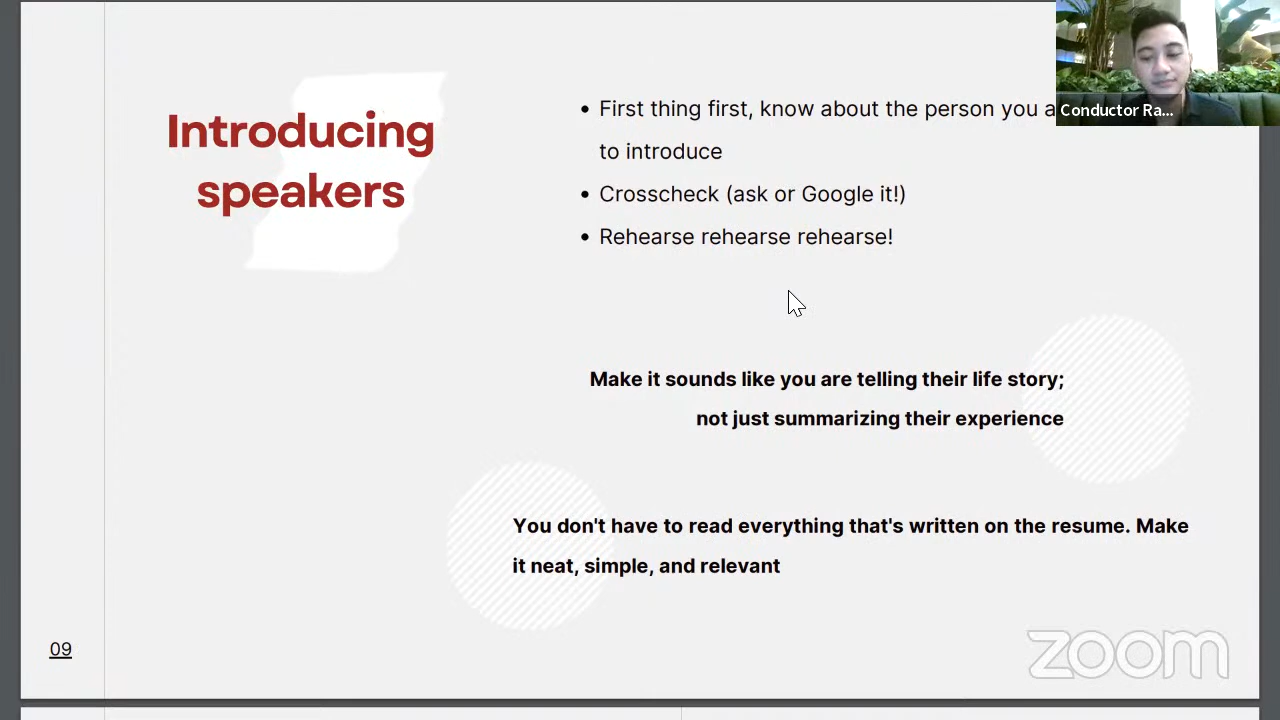 Introducing
speakers
• First thing first, know about the person you a
to introduce
• Crosscheck (ask or Google it!)
• Rehearse rehearse rehearse!
Make it sounds like you are telling their life story;
not just summarizing their experience
You don't have to read everything that's written on the resume. Make
it neat, simple, and relevant
09
Conductor Ra...
zoom